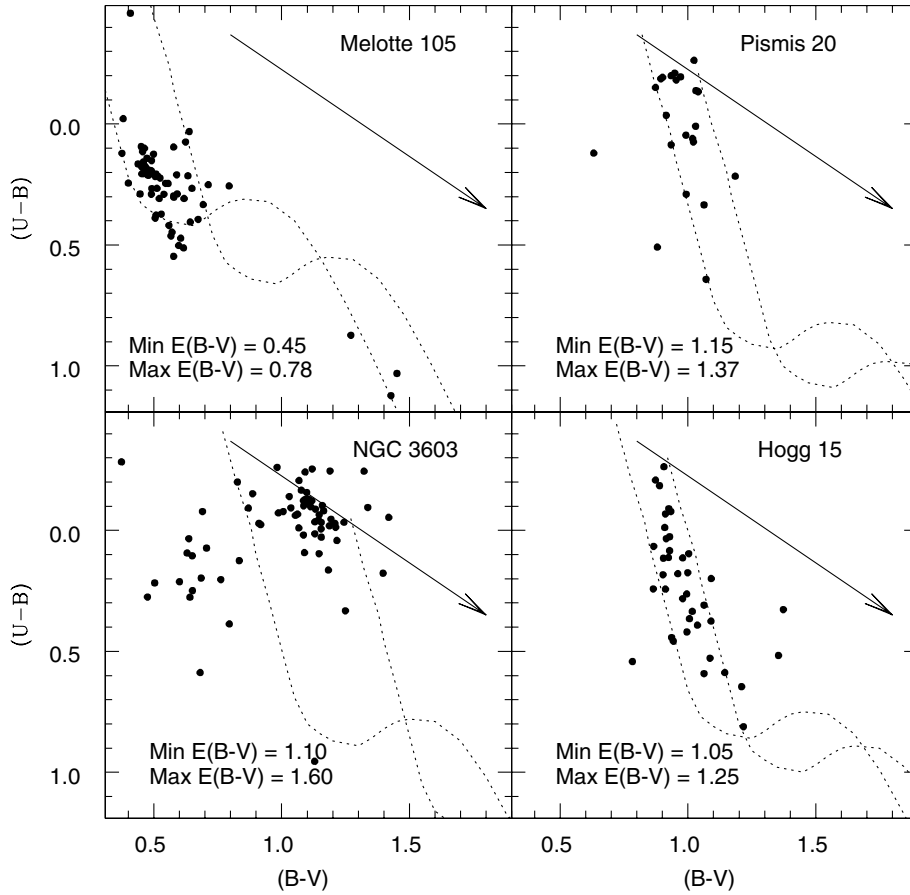 Melotte 105
Pismis 20
(U−B)
0.0
0.5
1.0
Min E(B-V) = 0.45
Max E(B-V) = 0.78
Min E(B-V) = 1.15
Max E(B-V) = 1.37
NGC 3603
Hogg 15
(U−B)
0.0
0.5
1.0
Min E(B-V) = 1.10
Max E(B-V) = 1.60
Min E(B-V) = 1.05
Max E(B-V) = 1.25
0.5 1.0 1.5 0.5 1.0 1.5
(B-V) (B-V)